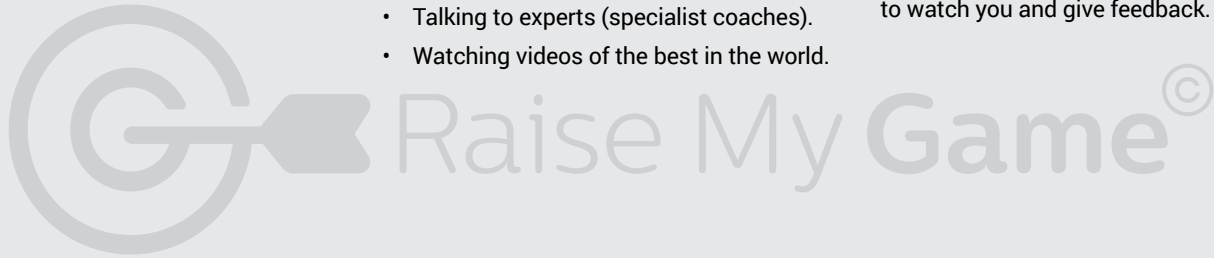 • Talking to experts (specialist coaches).
• Watching videos of the best in the world.
to watch you and give feedback.
Raise My Game©